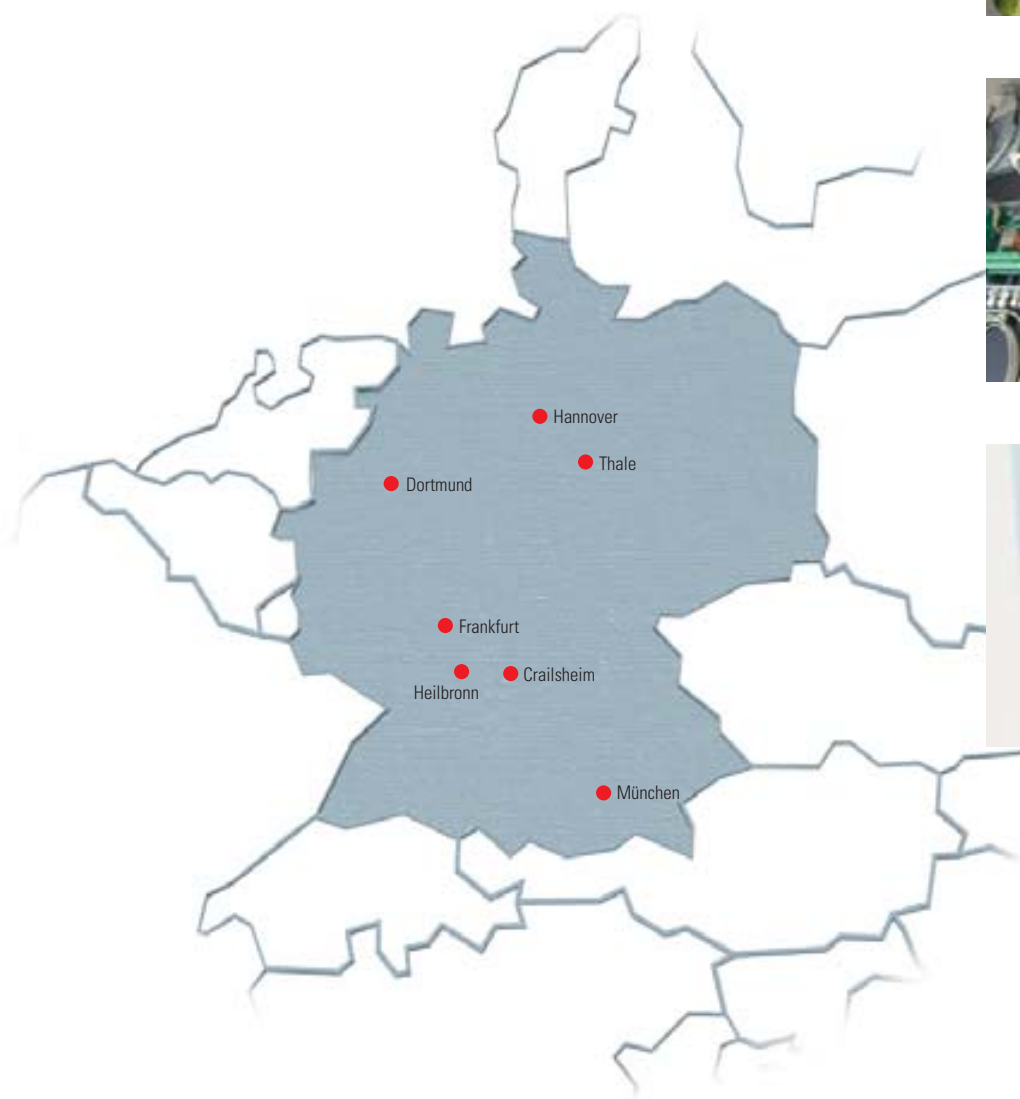 Hannover
Thale
Dortmund
Frankfurt
Crailsheim
Heilbronn
München